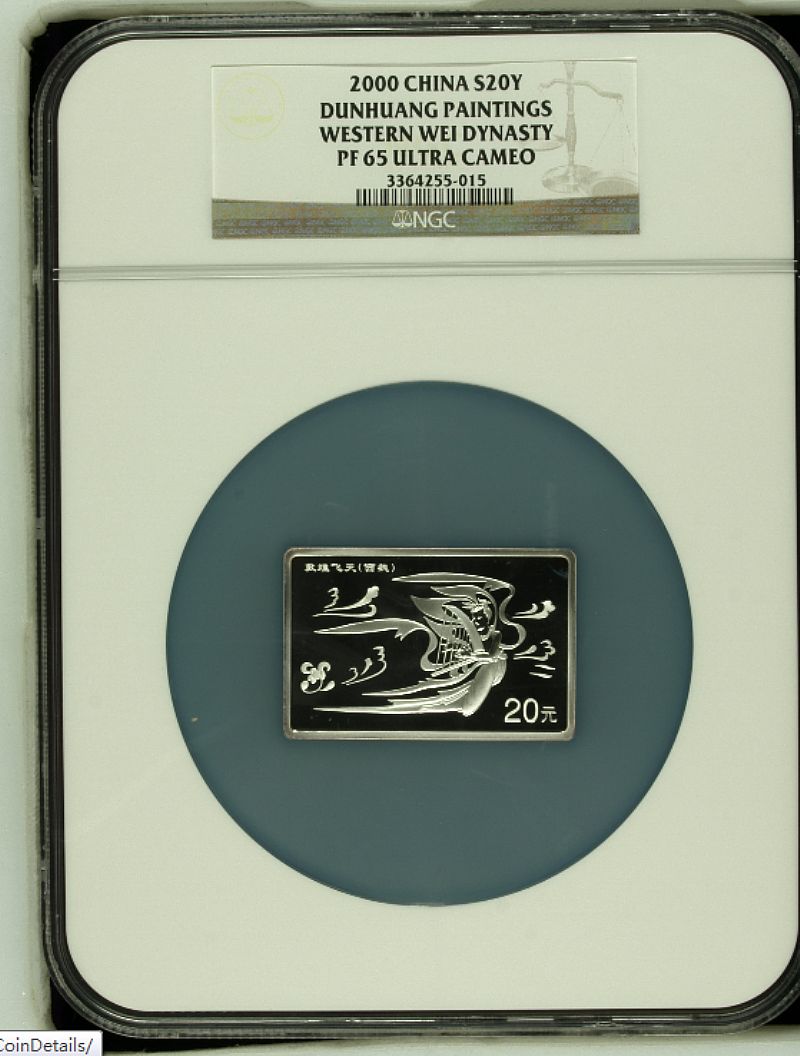 2000 CHINA S20Y
DUNHUANG PAINTINGS
WESTERN WEI DYNASTY
PF 65 ULTRA CAMEO
3364255-015
NGC
敦煌飞天(西魏)
20元
CoinDetails/